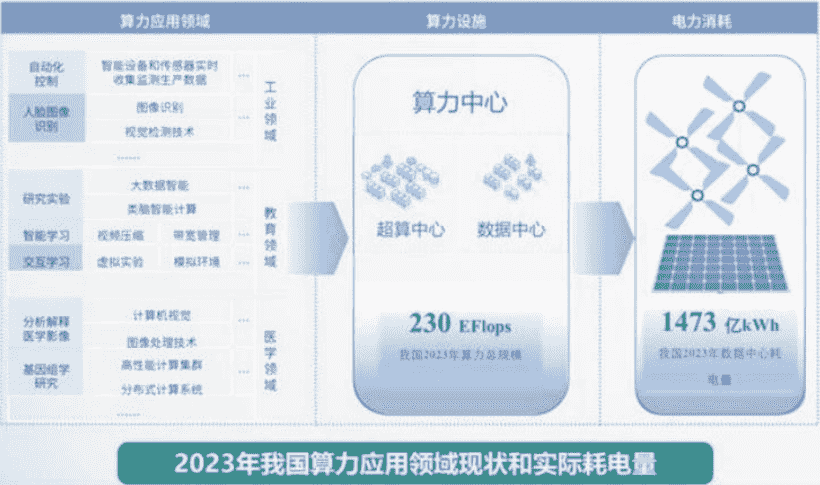 算力应用领域
算力设施
电力消耗
自动化
控制
智能设备和传感器实时
收集监测生产数据
...
人脸图像
识别
图像识别
视觉检测技术
...
......
工业领域
研究实验
大数据智能
类脑智能计算
...
智能学习
视频压缩
带宽管理
...
交互学习
虚拟实验
模拟环境
...
教育领域
分析解释
医学影像
计算机视觉
图像处理技术
...
基因组学
研究
高性能计算集群
分布式计算系统
...
......
医学领域
算力中心
超算中心
数据中心
230 EFlops
我国2023年算力总规模
1473 亿kWh
我国2023年数据中心耗
电量
2023年我国算力应用领域现状和实际耗电量